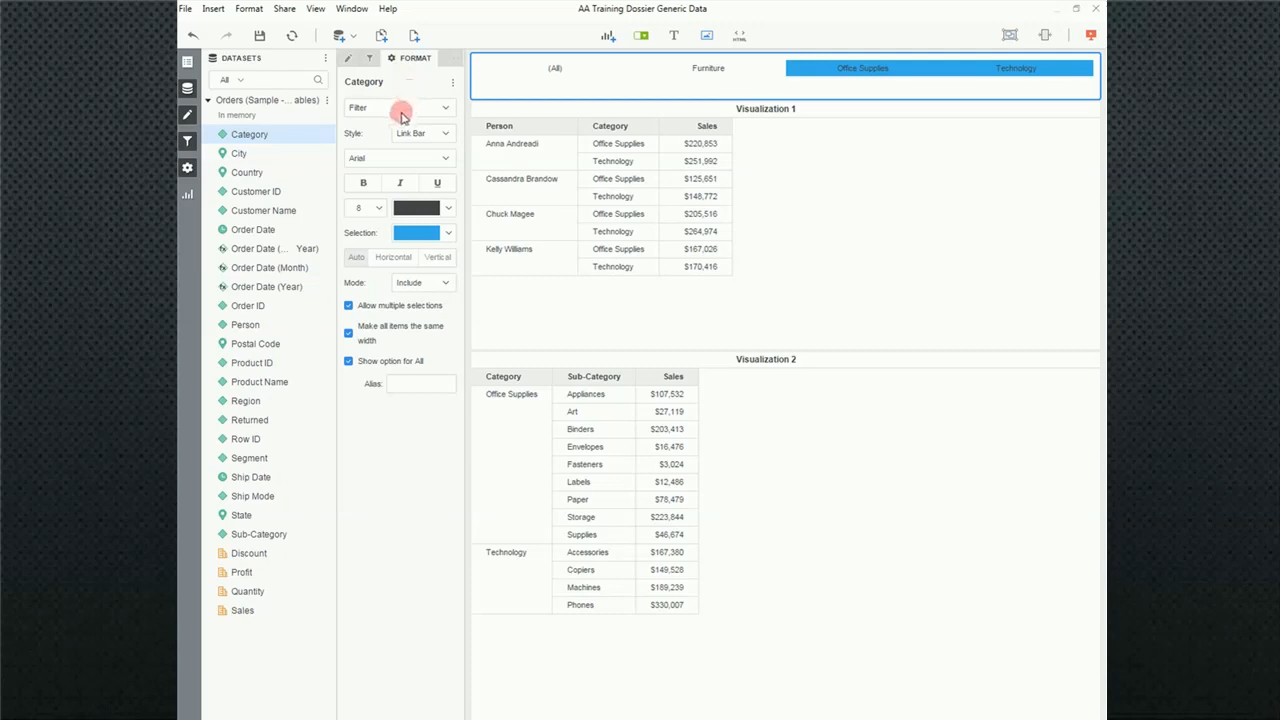 File Insert Format Share View Window Help AA Training Dossier Generic Data
DATASETS
All
Orders (Sample -... ables)
In memory
Category
City
Country
Customer ID
Customer Name
Order Date
Order Date (... Year)
Order Date (Month)
Order Date (Year)
Order ID
Person
Postal Code
Product ID
Product Name
Region
Returned
Row ID
Segment
Ship Date
Ship Mode
State
Sub-Category
Discount
Profit
Quantity
Sales
FORMAT
Category
Filter
Style: Link Bar
Arial
B I U
8
Selection:
Auto Horizontal Vertical
Mode: Include
Allow multiple selections
Make all items the same
width
Show option for All
Alias:
(All) Furniture Office Supplies Technology
Visualization 1
Person Category Sales
Anna Andreadi Office Supplies $220,853
Technology $251,992
Cassandra Brandow Office Supplies $125,651
Technology $148,772
Chuck Magee Office Supplies $205,516
Technology $264,974
Kelly Williams Office Supplies $167,026
Technology $170,416
Visualization 2
Category Sub-Category Sales
Office Supplies Appliances $107,532
Art $27,119
Binders $203,413
Envelopes $16,476
Fasteners $3,024
Labels $12,486
Paper $78,479
Storage $223,844
Supplies $46,674
Technology Accessories $167,380
Copiers $149,528
Machines $189,239
Phones $330,007